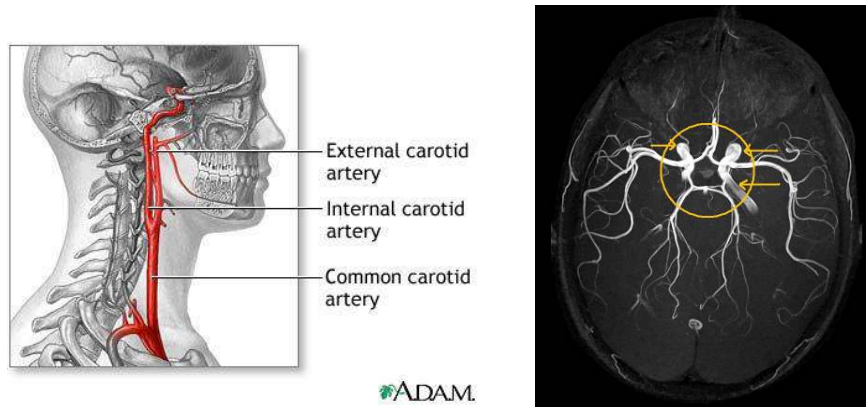 External carotid
artery
Internal carotid
artery
Common carotid
artery
A.D.A.M.